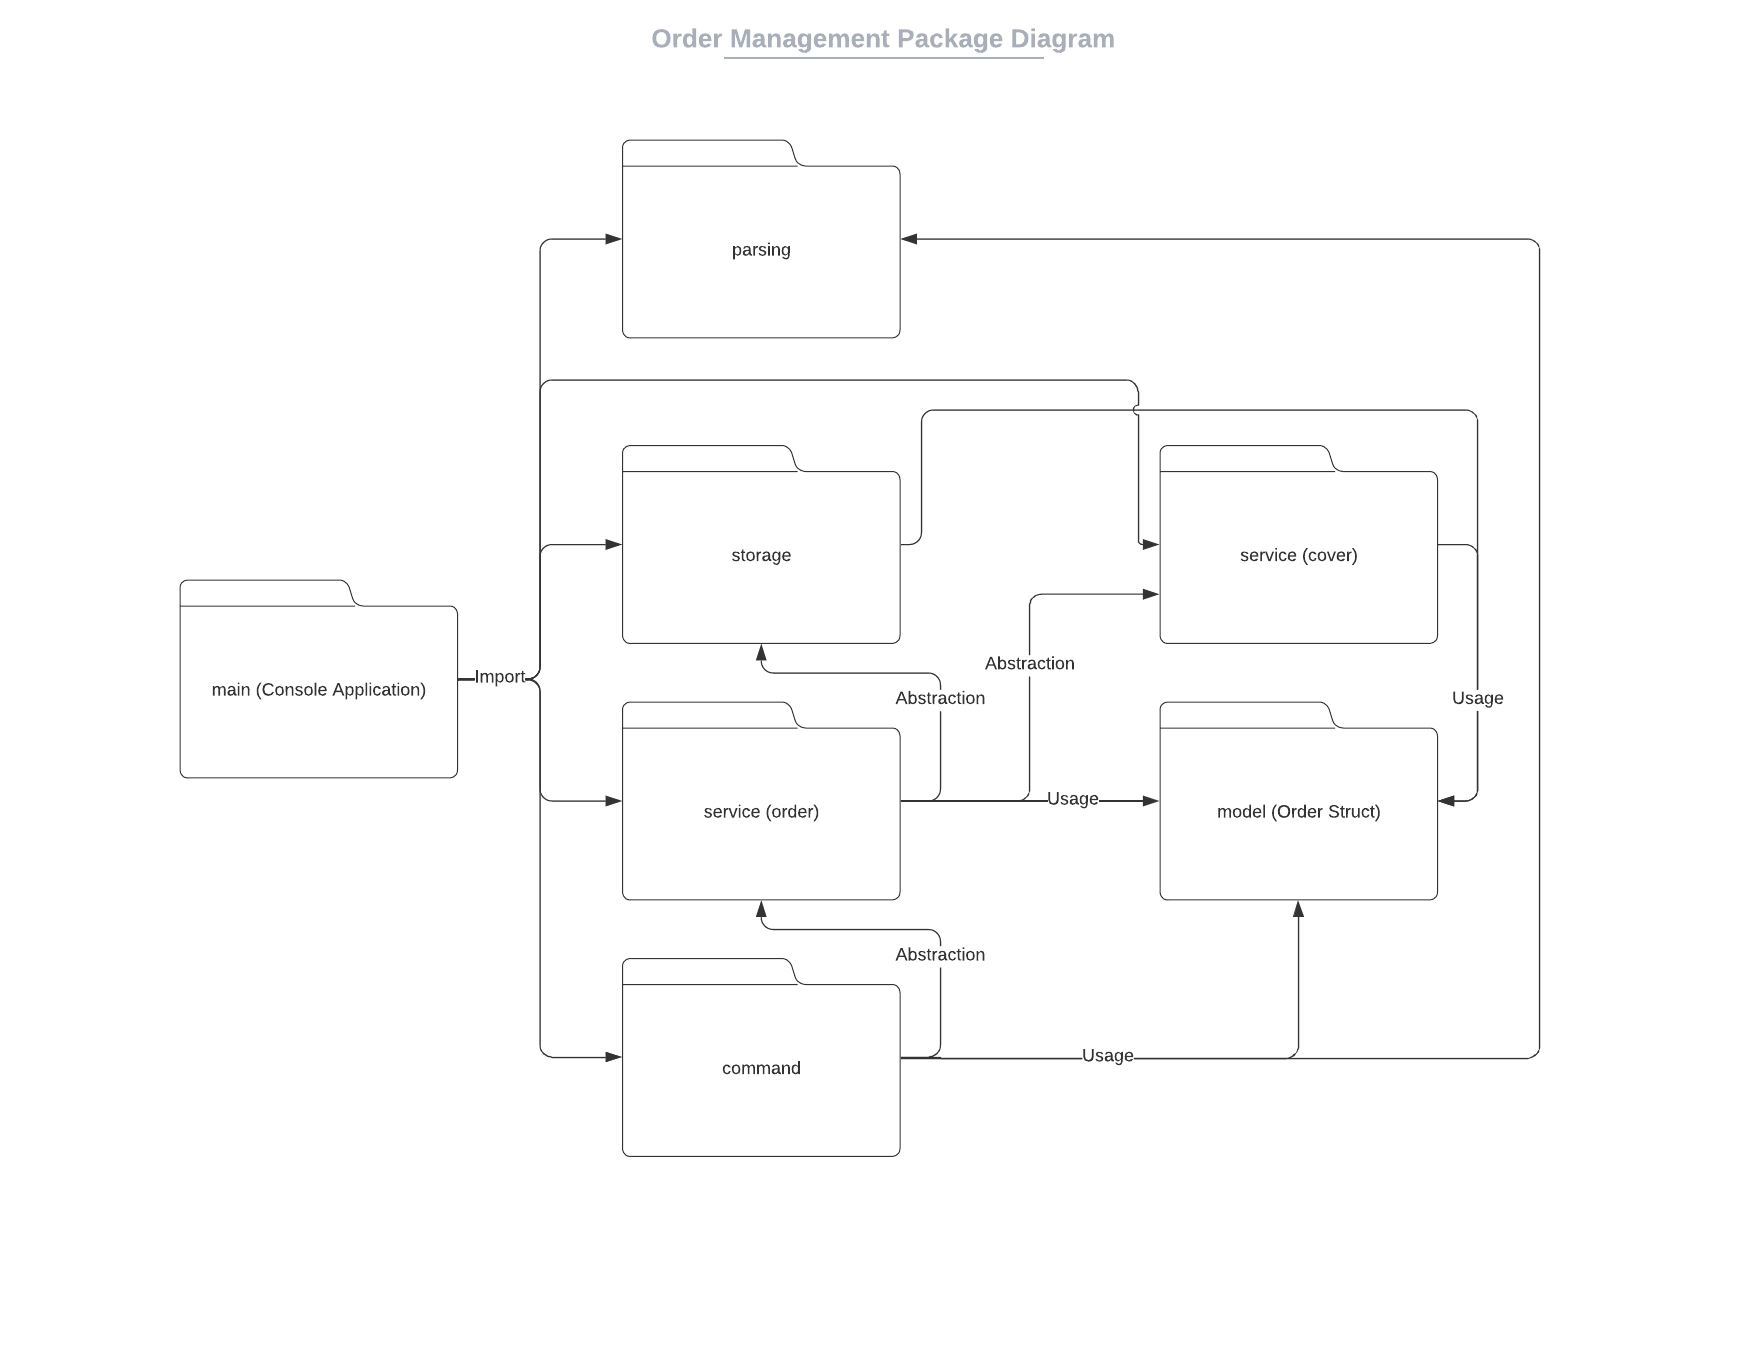 Order Management Package Diagram
parsing
storage
service (cover)
main (Console Application)
Import
Abstraction
Abstraction
Usage
service (order)
Usage
model (Order Struct)
Abstraction
command
Usage